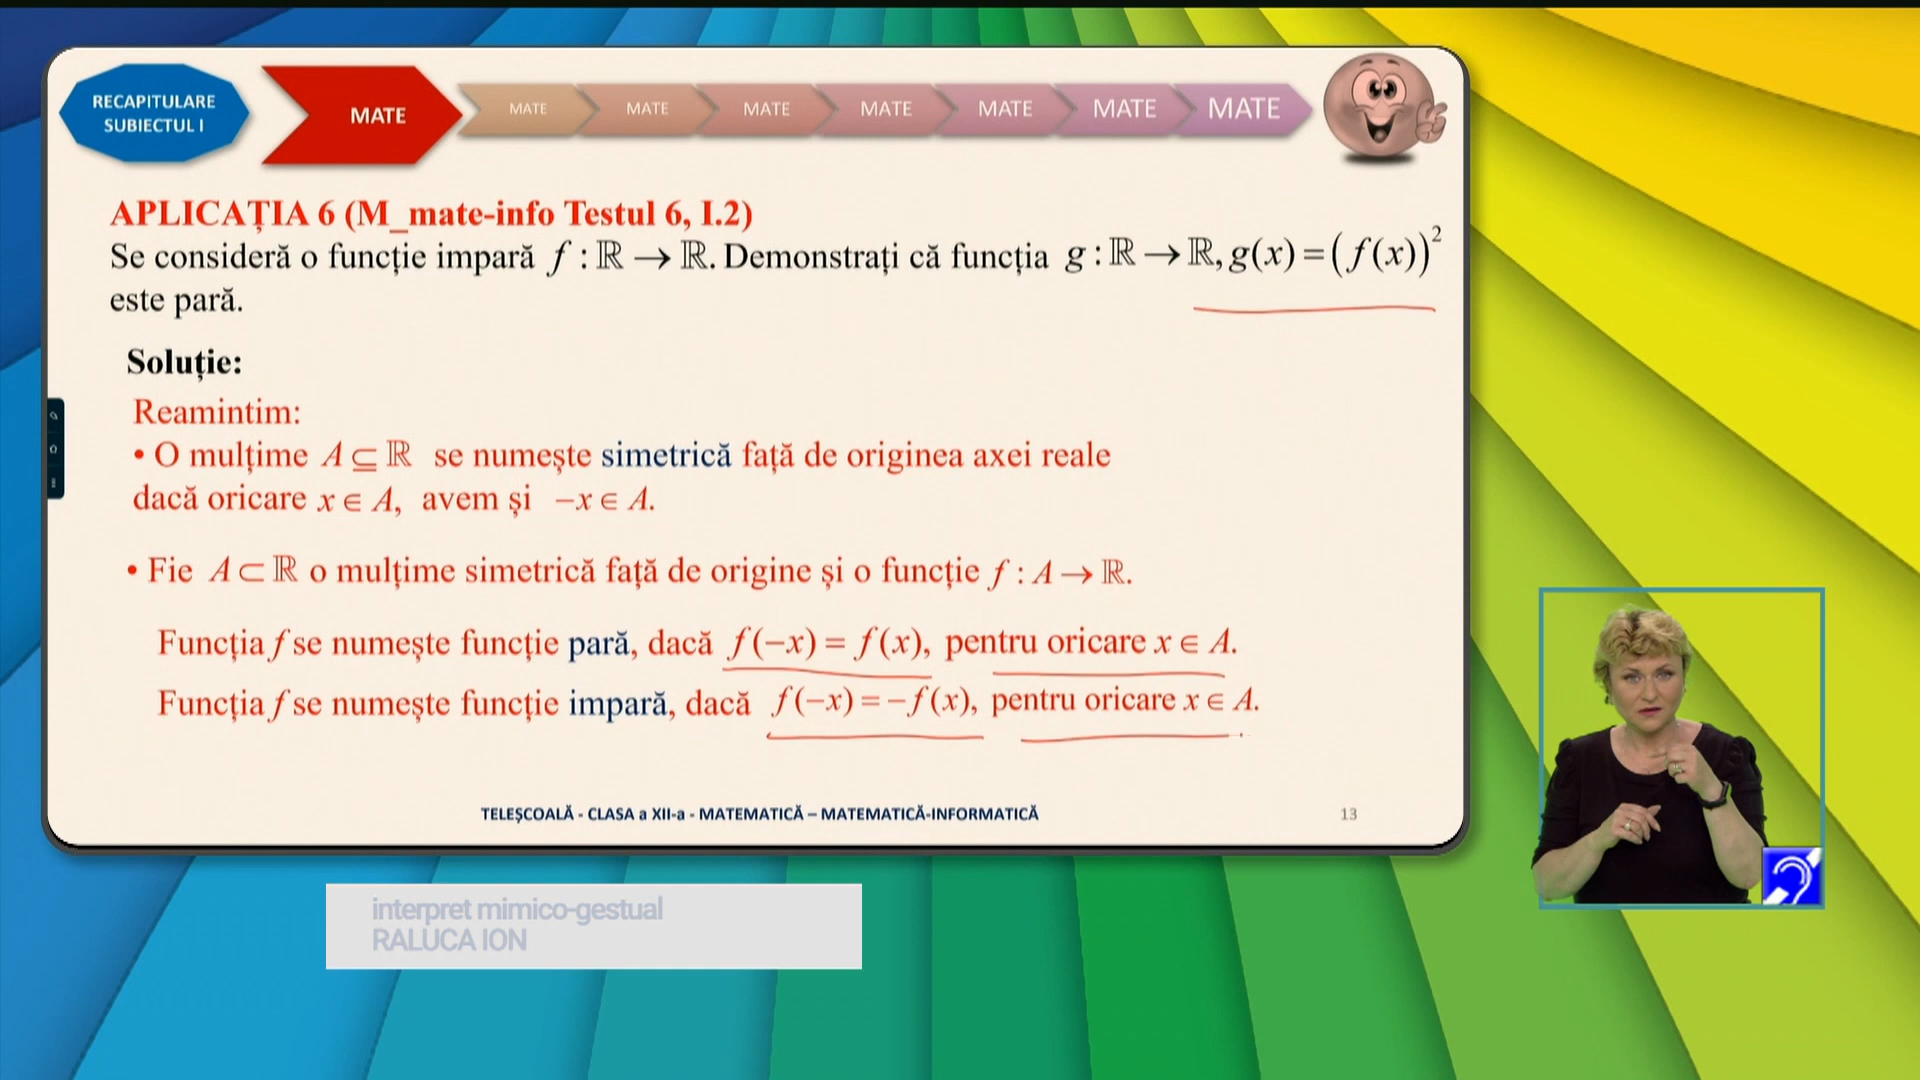 RECAPITULARE
SUBIECTUL I
MATE
MATE
MATE
MATE
MATE
MATE
MATE
MATE
APLICAȚIA 6 (M_mate-info Testul 6, I.2)
Se consideră o funcție impară f : ℝ → ℝ. Demonstrați că funcția g : ℝ → ℝ, g(x) = (f(x))²
este pară.
Soluție:
Reamintim:
• O mulțime A ⊆ ℝ se numește simetrică față de originea axei reale
dacă oricare x ∈ A, avem și −x ∈ A.
• Fie A ⊂ ℝ o mulțime simetrică față de origine și o funcție f : A → ℝ.
Funcția f se numește funcție pară, dacă f(−x) = f(x), pentru oricare x ∈ A.
Funcția f se numește funcție impară, dacă f(−x) = −f(x), pentru oricare x ∈ A.
TELEȘCOALĂ - CLASA a XII-a - MATEMATICĂ – MATEMATICĂ-INFORMATICĂ
13
interpret mimico-gestual
RALUCA ION